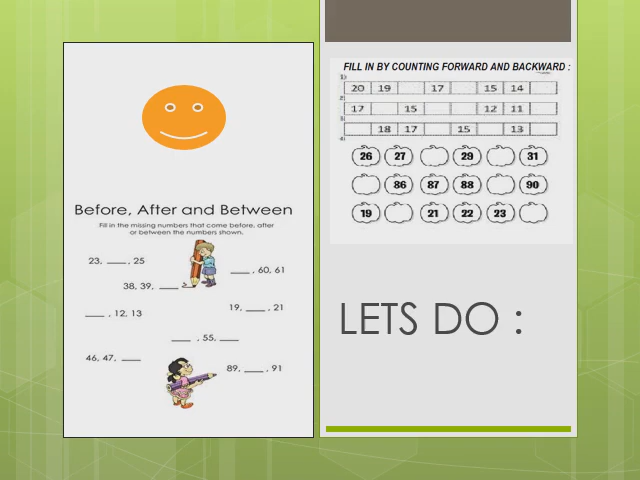 Before, After and Between
Fill in the missing numbers that come before, after
or between the numbers shown.
23, ___ , 25
___ , 60, 61
38, 39, ___
19, ___ , 21
___ , 12, 13
___ , 55, ___
46, 47, ___
89, ___ , 91
FILL IN BY COUNTING FORWARD AND BACKWARD :
1)
20 19 17 15 14
2)
17 15 12 11
3)
18 17 15 13
4)
26 27 29 31
86 87 88 90
19 21 22 23
LETS DO :